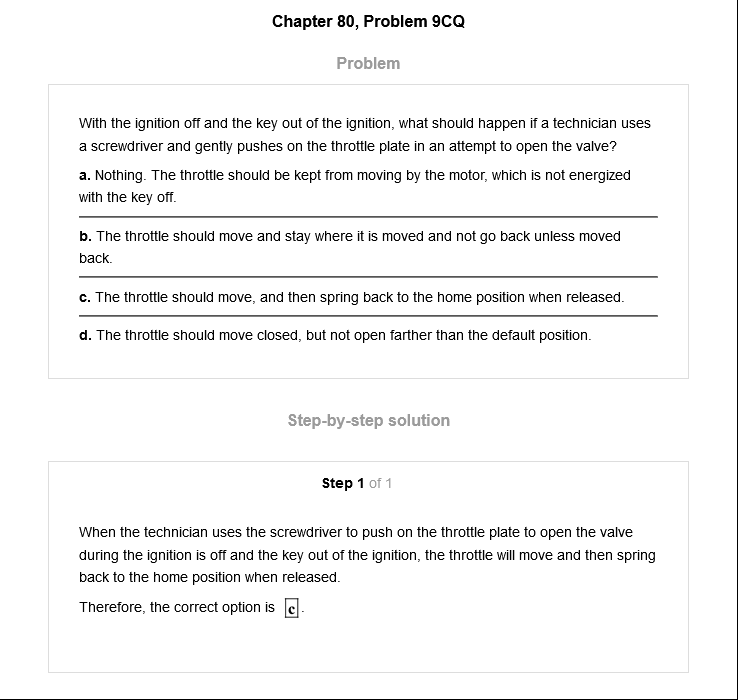 Chapter 80, Problem 9CQ
Problem
With the ignition off and the key out of the ignition, what should happen if a technician uses
a screwdriver and gently pushes on the throttle plate in an attempt to open the valve?
a. Nothing. The throttle should be kept from moving by the motor, which is not energized
with the key off.
b. The throttle should move and stay where it is moved and not go back unless moved
back.
c. The throttle should move, and then spring back to the home position when released.
d. The throttle should move closed, but not open farther than the default position.
Step-by-step solution
Step 1 of 1
When the technician uses the screwdriver to push on the throttle plate to open the valve
during the ignition is off and the key out of the ignition, the throttle will move and then spring
back to the home position when released.
Therefore, the correct option is c.